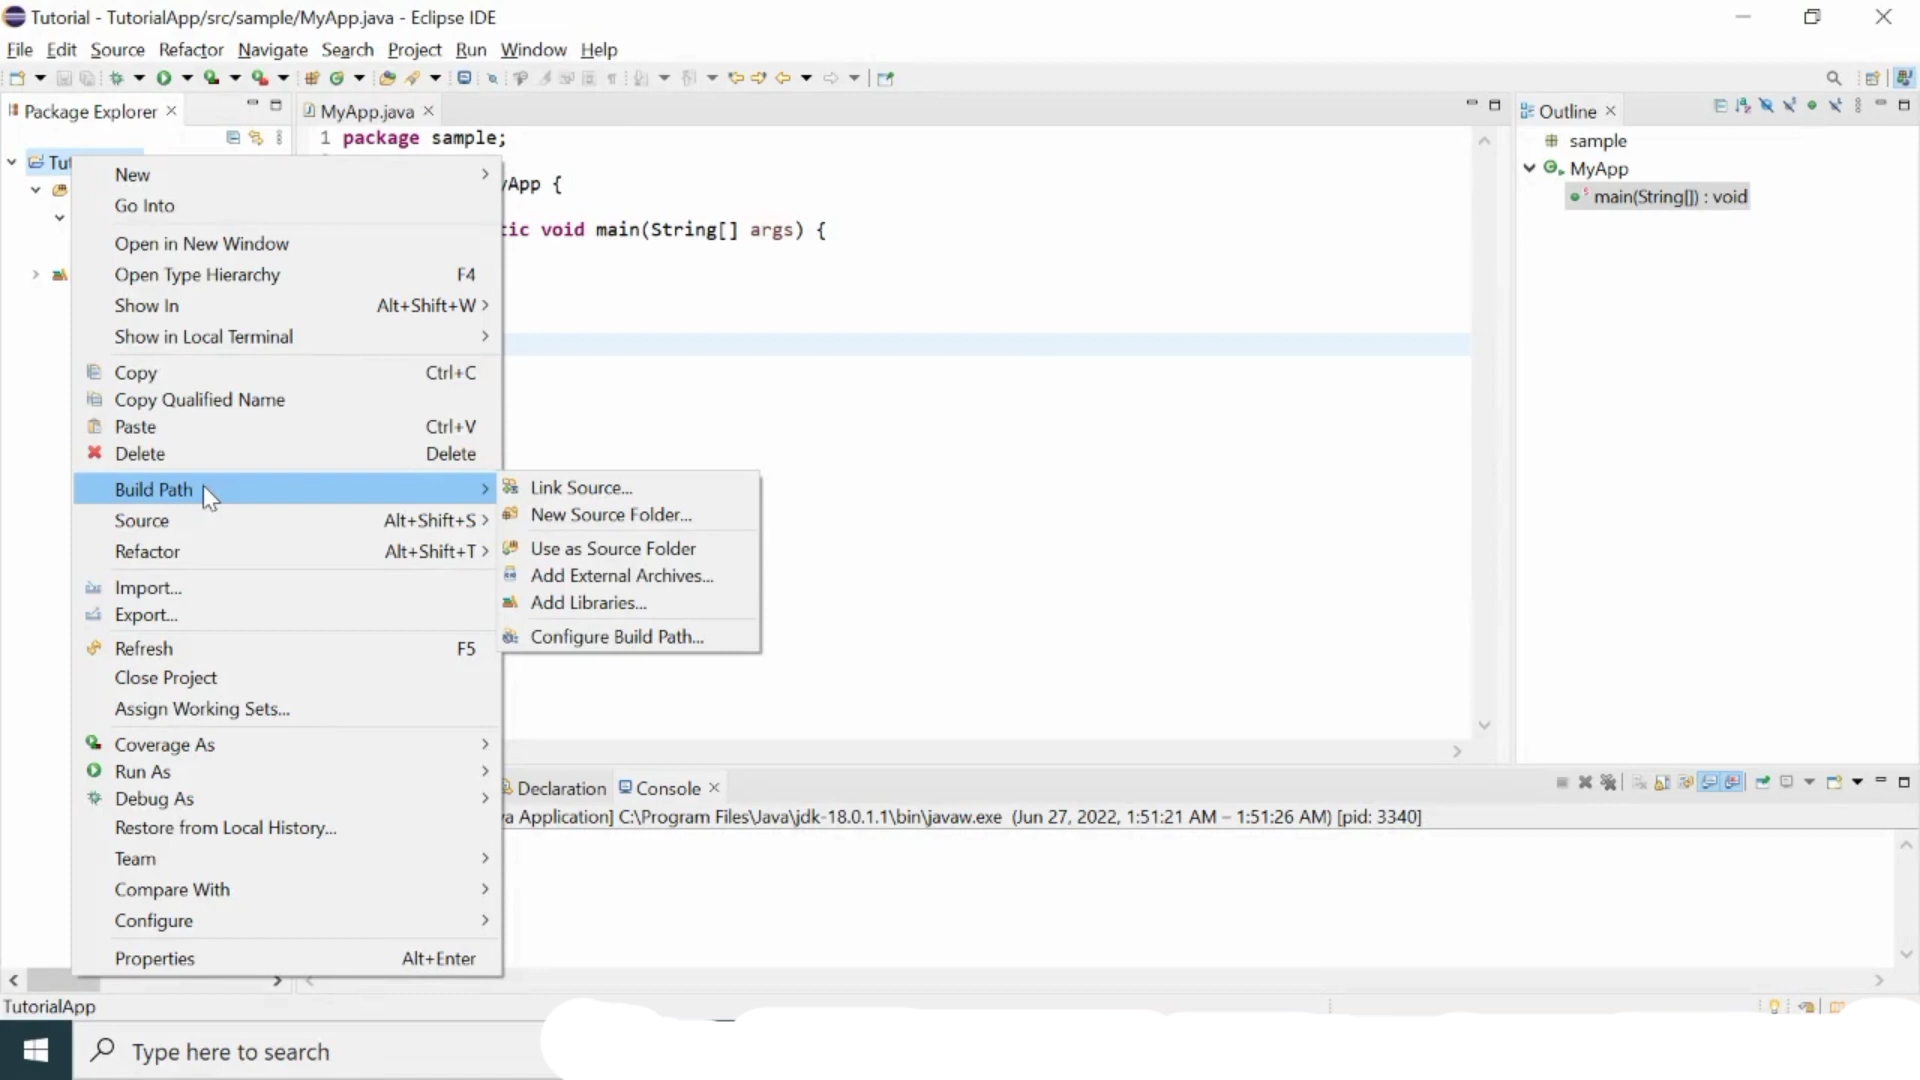 Tutorial - TutorialApp/src/sample/MyApp.java - Eclipse IDE
File Edit Source Refactor Navigate Search Project Run Window Help
Package Explorer
MyApp.java
Outline
1 package sample;
sample
Tut
MyApp
main(String[]) : void
yApp {
tic void main(String[] args) {
New
Go Into
Open in New Window
Open Type Hierarchy F4
Show In Alt+Shift+W
Show in Local Terminal
Copy Ctrl+C
Copy Qualified Name
Paste Ctrl+V
Delete Delete
Build Path
Source Alt+Shift+S
Refactor Alt+Shift+T
Import...
Export...
Refresh F5
Close Project
Assign Working Sets...
Coverage As
Run As
Debug As
Restore from Local History...
Team
Compare With
Configure
Properties Alt+Enter
Link Source...
New Source Folder...
Use as Source Folder
Add External Archives...
Add Libraries...
Configure Build Path...
Declaration Console
va Application] C:\Program Files\Java\jdk-18.0.1.1\bin\javaw.exe (Jun 27, 2022, 1:51:21 AM – 1:51:26 AM) [pid: 3340]
TutorialApp
Type here to search